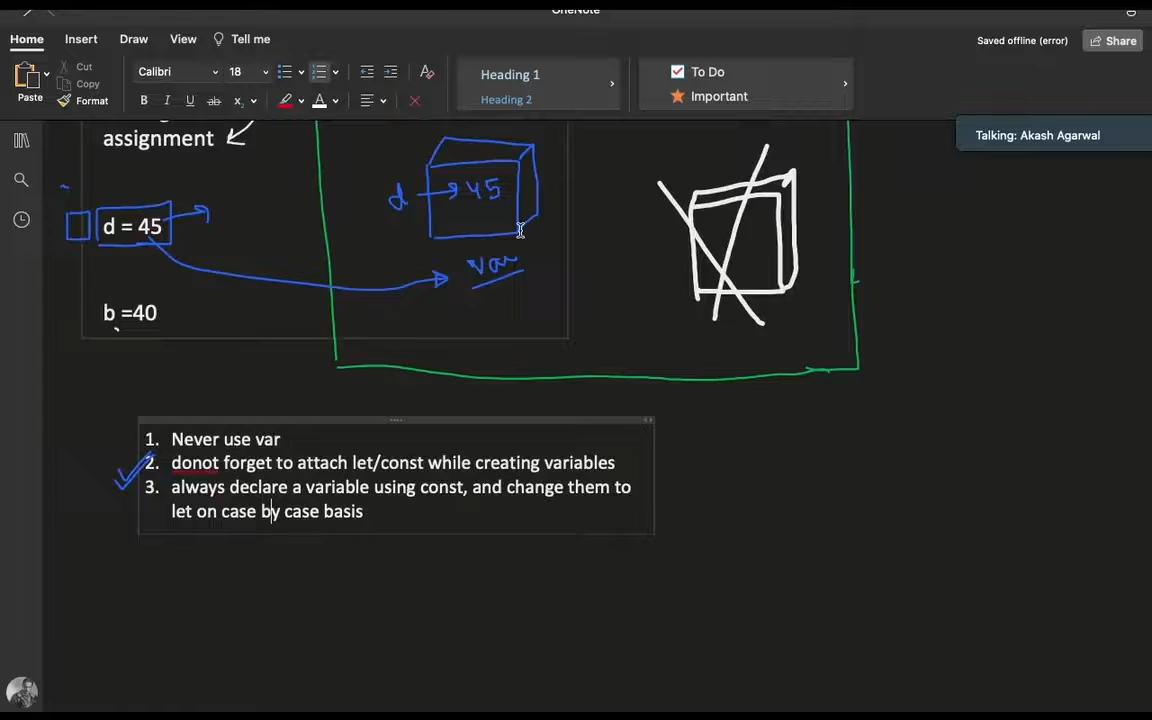 OneNote
Home Insert Draw View Tell me
Saved offline (error) Share
Paste
Cut
Copy
Format
Calibri 18
B I U ab x₂ A
Heading 1
Heading 2
To Do
Important
Talking: Akash Agarwal
assignment
d = 45
b =40
d 45
var
1. Never use var
2. donot forget to attach let/const while creating variables
3. always declare a variable using const, and change them to
let on case by case basis